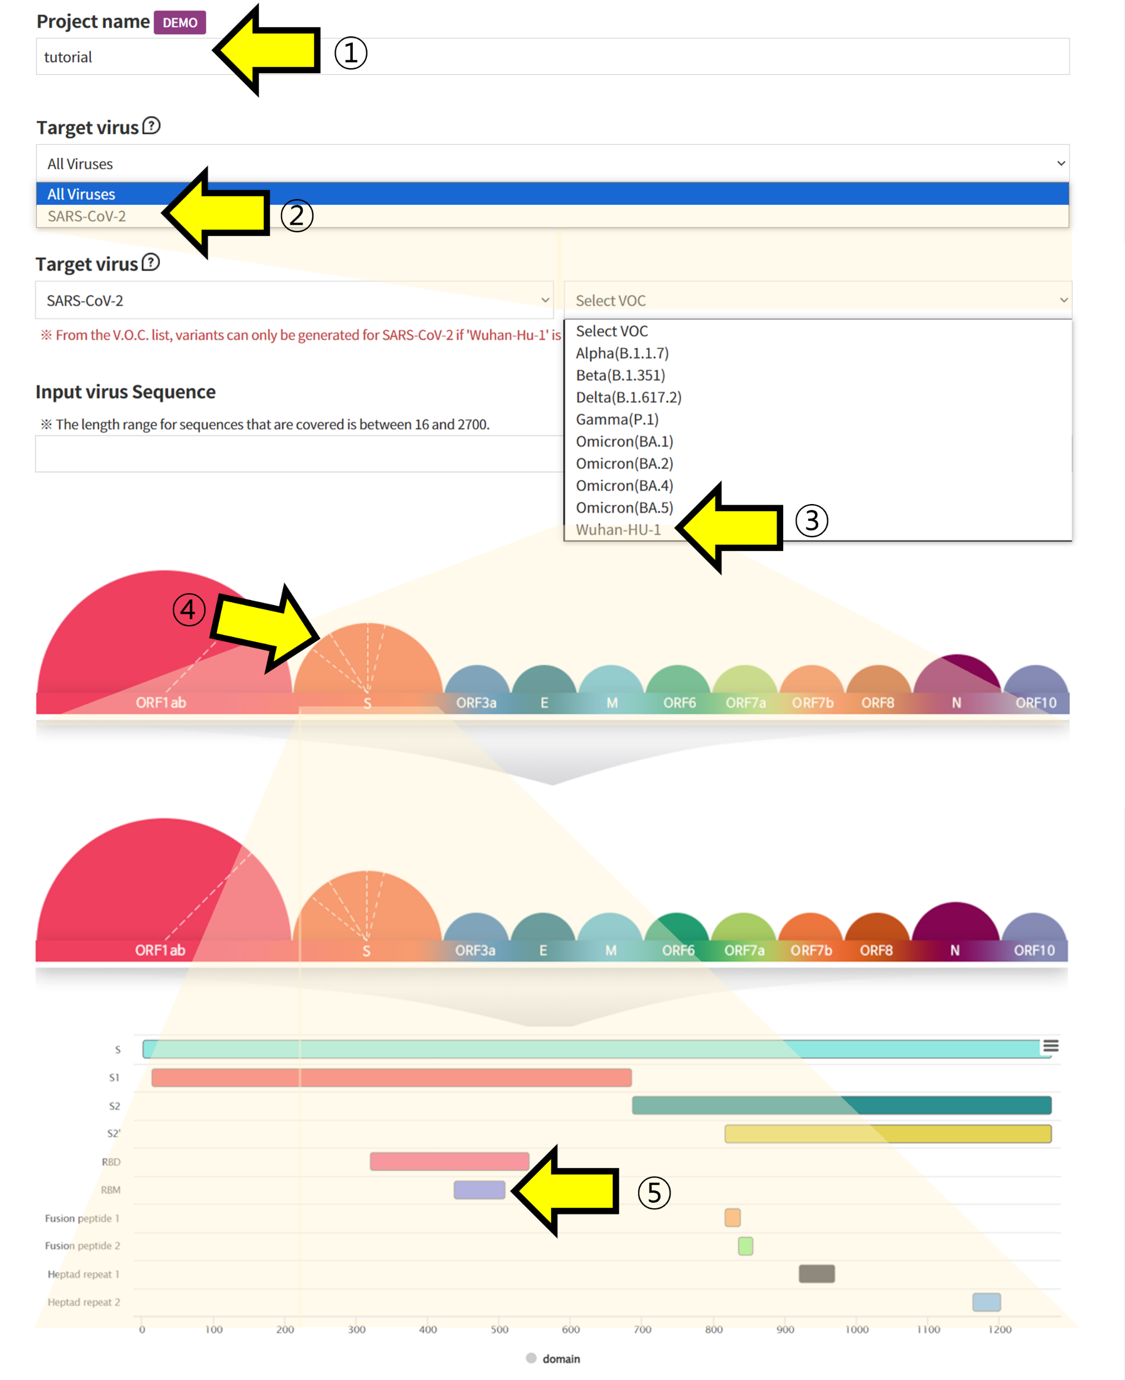 Project name DEMO
tutorial
①
Target virus ?
All Viruses
All Viruses
SARS-CoV-2
②
Target virus ?
SARS-CoV-2
Select VOC
※ From the V.O.C. list, variants can only be generated for SARS-CoV-2 if 'Wuhan-Hu-1' is
Select VOC
Alpha(B.1.1.7)
Beta(B.1.351)
Delta(B.1.617.2)
Gamma(P.1)
Omicron(BA.1)
Omicron(BA.2)
Omicron(BA.4)
Omicron(BA.5)
Wuhan-HU-1
③
Input virus Sequence
※ The length range for sequences that are covered is between 16 and 2700.
④
ORF1ab S ORF3a E M ORF6 ORF7a ORF7b ORF8 N ORF10
ORF1ab S ORF3a E M ORF6 ORF7a ORF7b ORF8 N ORF10
S
S1
S2
S2'
RBD
RBM
⑤
Fusion peptide 1
Fusion peptide 2
Heptad repeat 1
Heptad repeat 2
0 100 200 300 400 500 600 700 800 900 1000 1100 1200
domain